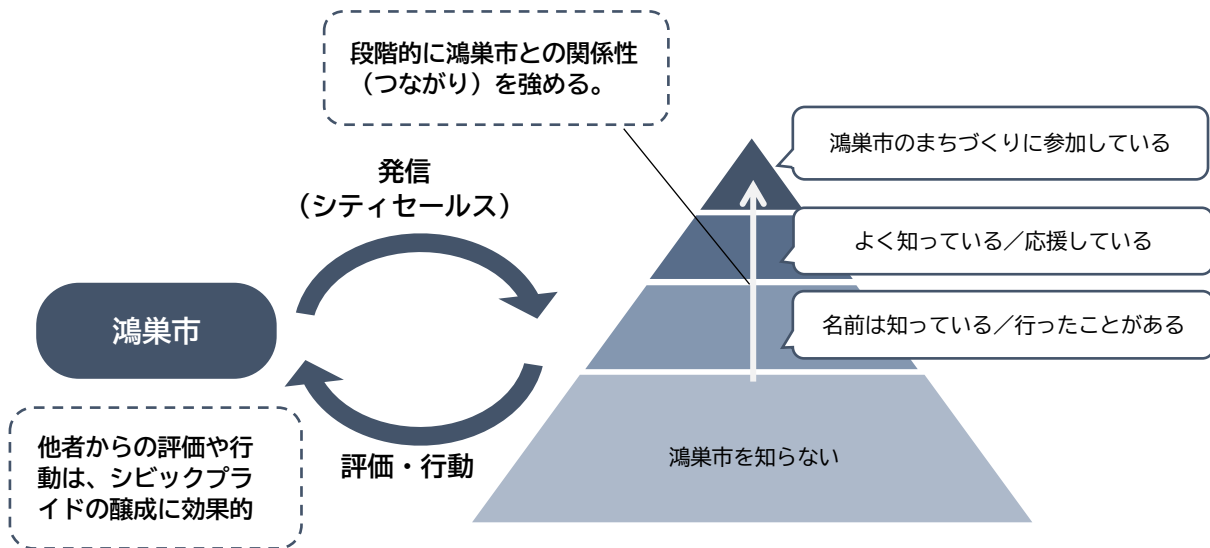 段階的に鴻巣市との関係性
（つながり）を強める。
鴻巣市のまちづくりに参加している
発信
（シティセールス）
よく知っている／応援している
名前は知っている／行ったことがある
鴻巣市
他者からの評価や行
動は、シビックプラ
イドの醸成に効果的
評価・行動
鴻巣市を知らない